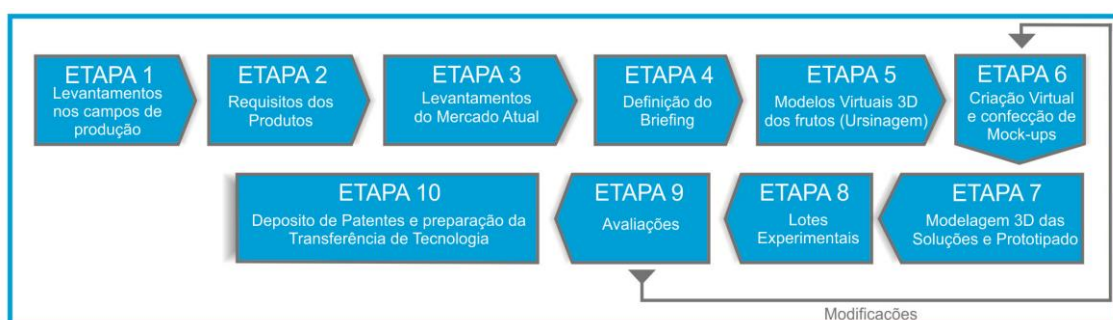 ETAPA 1
Levantamentos
nos campos de
produção
ETAPA 2
Requisitos dos
Produtos
ETAPA 3
Levantamentos
do Mercado Atual
ETAPA 4
Definição do
Briefing
ETAPA 5
Modelos Virtuais 3D
dos frutos (Ursinagem)
ETAPA 6
Criação Virtual
e confecção de
Mock-ups
ETAPA 7
Modelagem 3D das
Soluções e Prototipado
ETAPA 8
Lotes
Experimentais
ETAPA 9
Avaliações
ETAPA 10
Deposito de Patentes e preparação da
Transferência de Tecnologia
Modificações